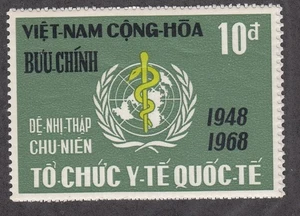 VIỆT-NAM CỘNG-HÒA
BƯU-CHÍNH
10đ
ĐỆ-NHỊ-THẬP
CHU-NIÊN
1948
1968
TỔ-CHỨC Y-TẾ QUỐC-TẾ